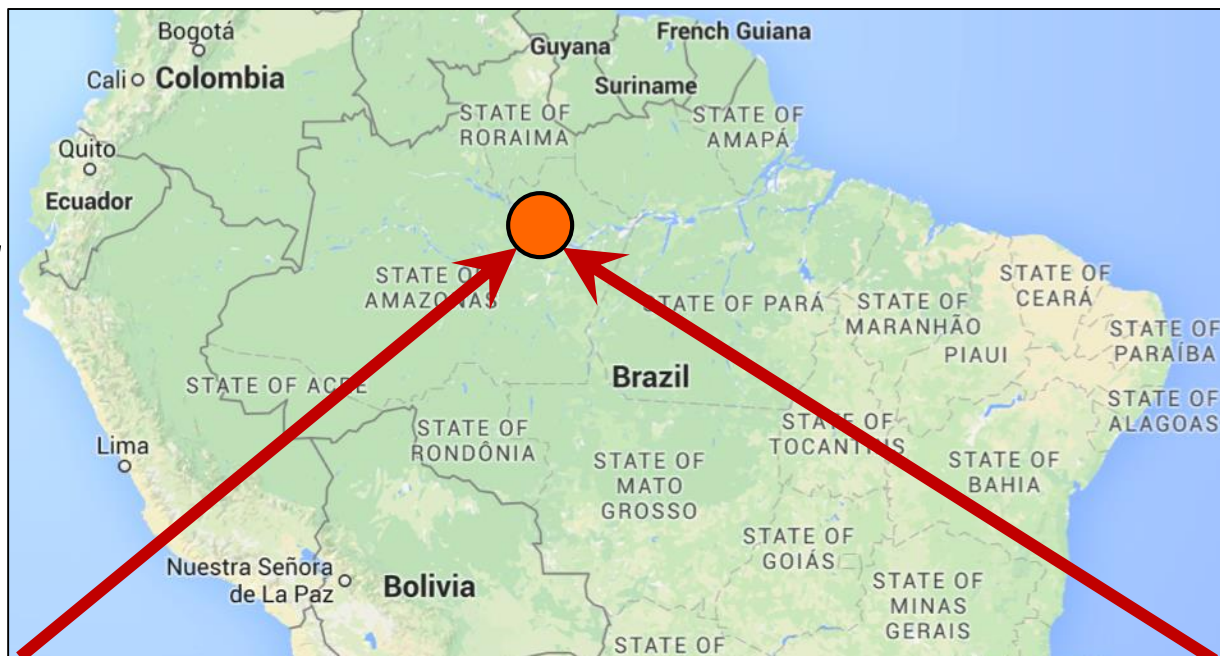 Bogotá
Cali
Colombia
Guyana
French Guiana
Suriname
STATE OF
RORAIMA
STATE OF
AMAPÁ
Quito
Ecuador
STATE OF
AMAZONAS
STATE OF PARÁ
STATE OF
MARANHÃO
PIAUI
STATE OF
CEARÁ
STATE OF
PARAÍBA
STATE OF
ALAGOAS
STATE OF ACRE
Brazil
Lima
STATE OF
RONDÔNIA
STATE OF
MATO
GROSSO
STATE OF
TOCANTINS
STATE OF
BAHIA
STATE OF
GOIÁS
Nuestra Señora
de La Paz
Bolivia
STATE OF
MINAS
GERAIS
STATE OF